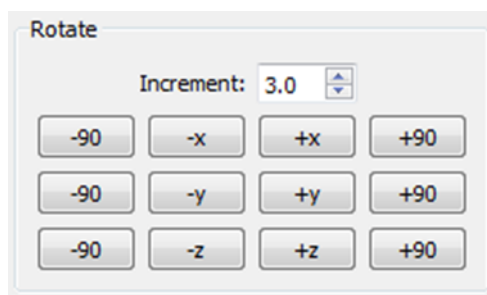 Rotate
Increment: 3.0
-90 -x +x +90
-90 -y +y +90
-90 -z +z +90